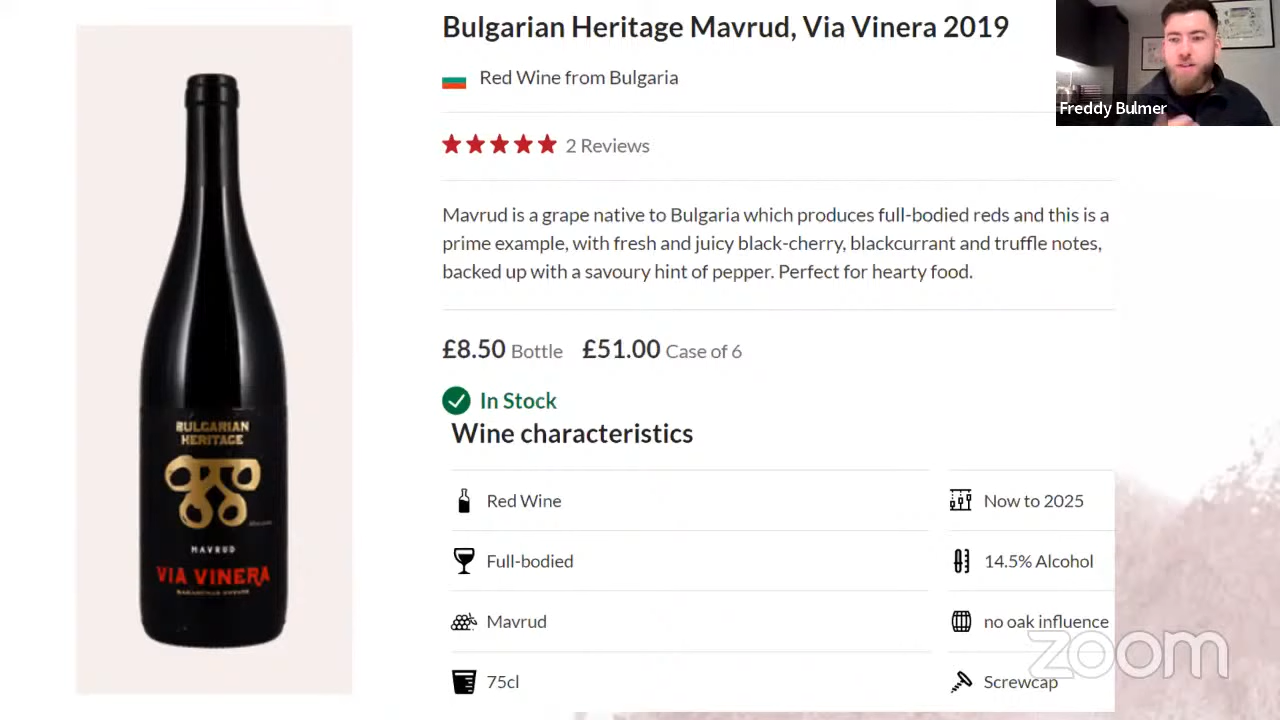 Bulgarian Heritage Mavrud, Via Vinera 2019
Red Wine from Bulgaria
2 Reviews
Mavrud is a grape native to Bulgaria which produces full-bodied reds and this is a
prime example, with fresh and juicy black-cherry, blackcurrant and truffle notes,
backed up with a savoury hint of pepper. Perfect for hearty food.
£8.50 Bottle £51.00 Case of 6
In Stock
Wine characteristics
Red Wine
Now to 2025
Full-bodied
14.5% Alcohol
Mavrud
no oak influence
75cl
Screwcap
BULGARIAN
HERITAGE
MAVRUD
VIA VINERA
Freddy Bulmer
zoom